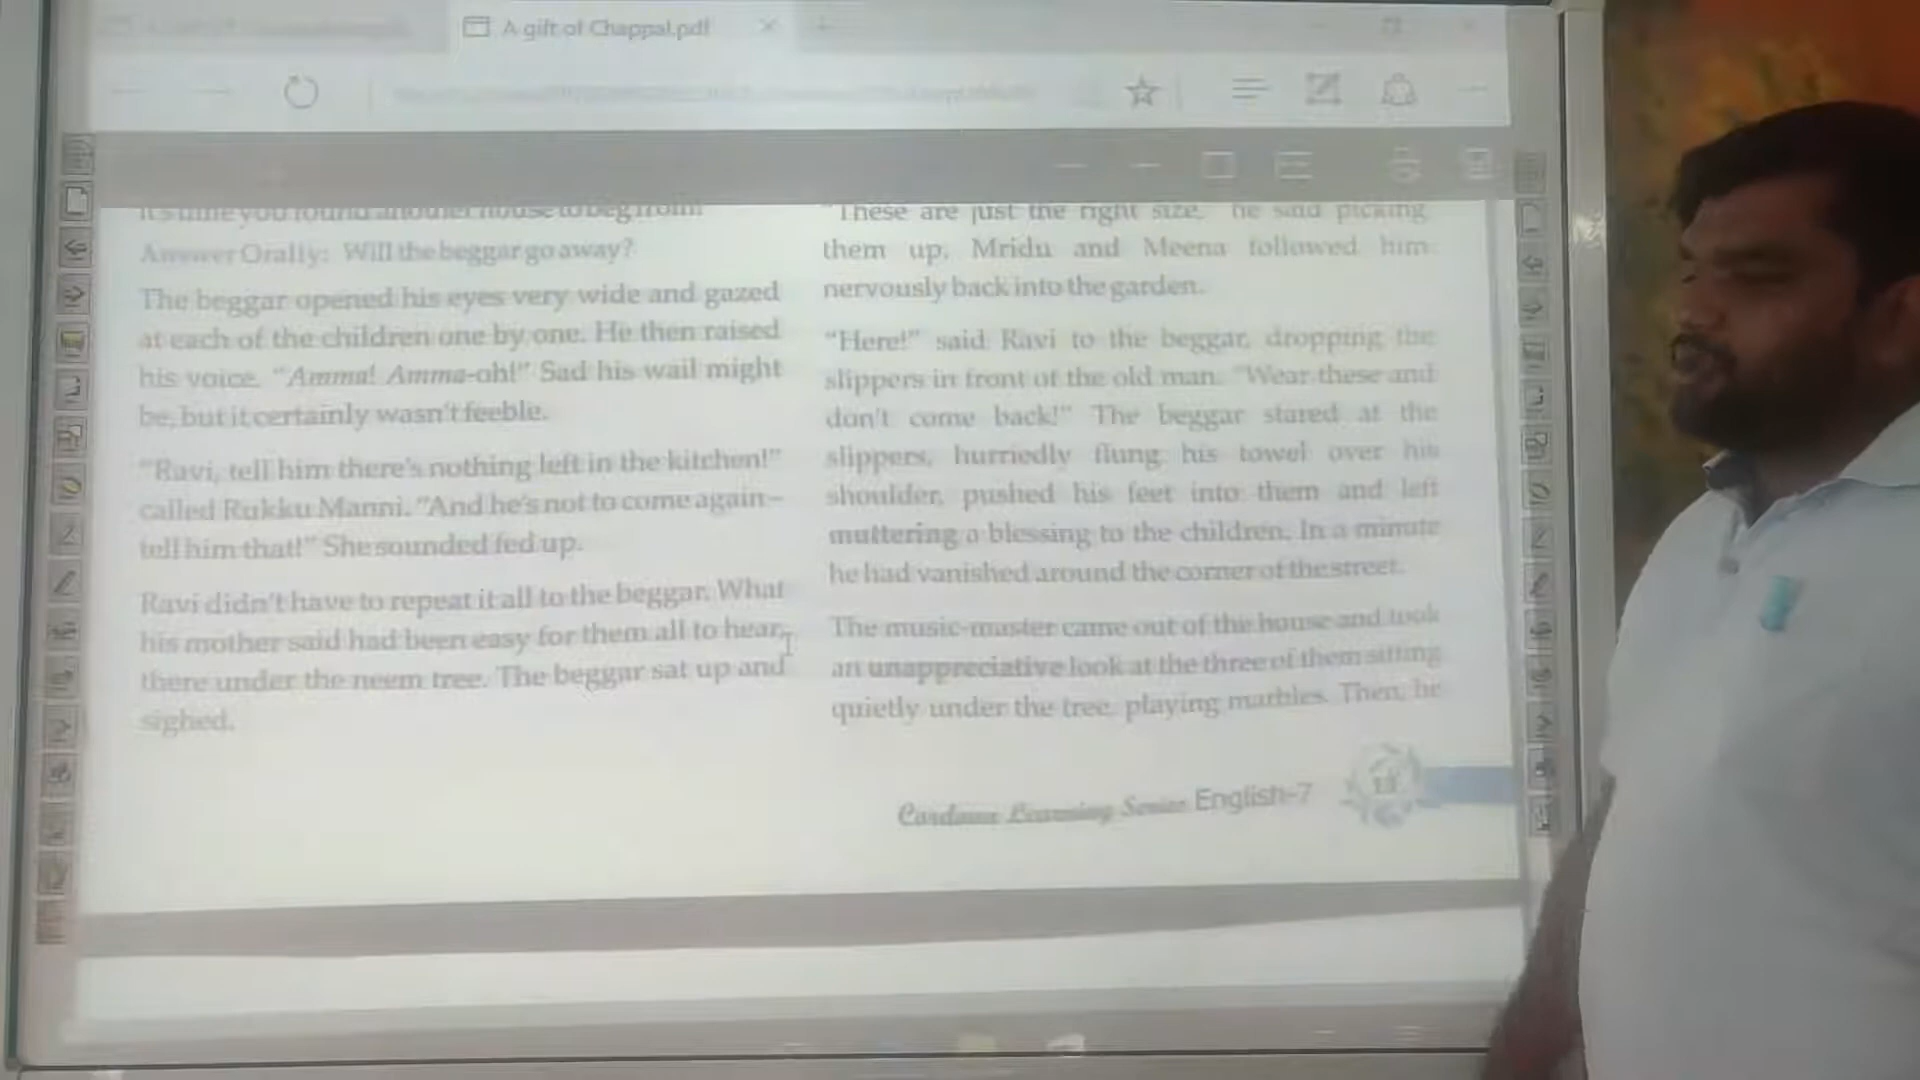 A gift of Chappal.pdf
It's time you found another house to beg from!
Answer Orally: Will the beggar go away?
The beggar opened his eyes very wide and gazed
at each of the children one by one. He then raised
his voice. "Amma! Amma-oh!" Sad his wail might
be, but it certainly wasn't feeble.
"Ravi, tell him there's nothing left in the kitchen!"
called Rukku Manni. "And he's not to come again–
tell him that!" She sounded fed up.
Ravi didn't have to repeat it all to the beggar. What
his mother said had been easy for them all to hear,
there under the neem tree. The beggar sat up and
sighed.
"These are just the right size," he said picking
them up. Mridu and Meena followed him
nervously back into the garden.
"Here!" said Ravi to the beggar, dropping the
slippers in front of the old man. "Wear these and
don't come back!" The beggar stared at the
slippers, hurriedly flung his towel over his
shoulder, pushed his feet into them and left
muttering a blessing to the children. In a minute
he had vanished around the corner of the street.
The music-master came out of the house and took
an unappreciative look at the three of them sitting
quietly under the tree, playing marbles. Then, he
Learning Series English-7